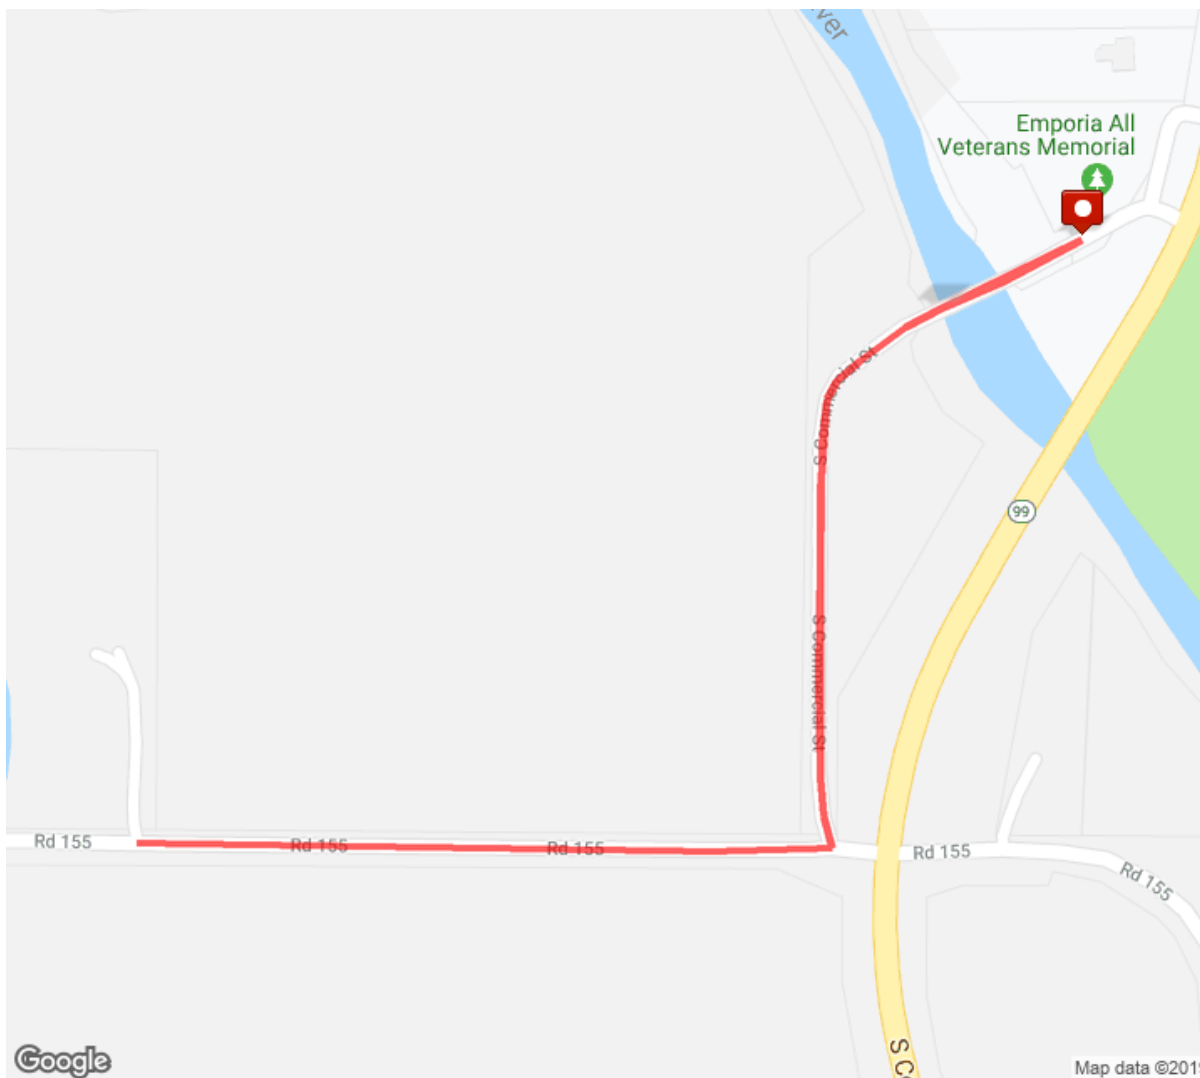 Emporia All
Veterans Memorial
S Commercial St
99
S Commercial St
Rd 155
Rd 155
Rd 155
Rd 155
Rd 155
Google
Map data ©201